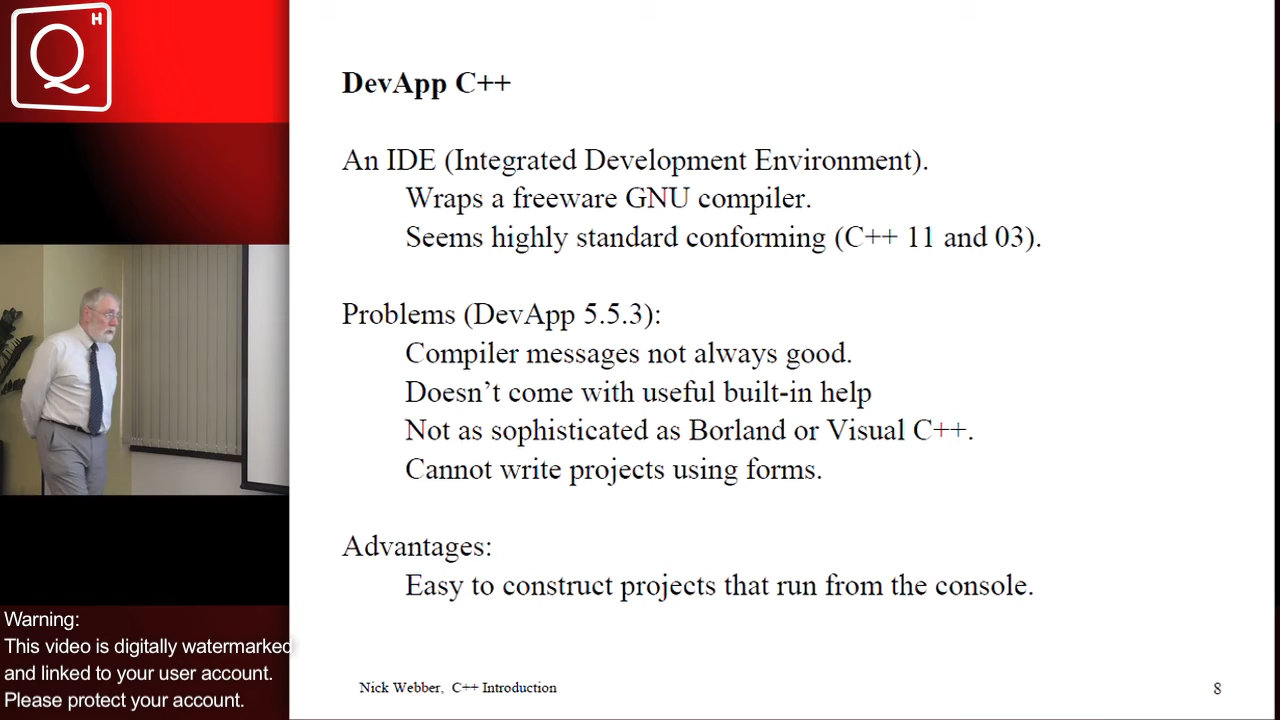 Q H
DevApp C++
An IDE (Integrated Development Environment).
Wraps a freeware GNU compiler.
Seems highly standard conforming (C++ 11 and 03).
Problems (DevApp 5.5.3):
Compiler messages not always good.
Doesn’t come with useful built-in help
Not as sophisticated as Borland or Visual C++.
Cannot write projects using forms.
Advantages:
Easy to construct projects that run from the console.
Warning:
This video is digitally watermarked
and linked to your user account.
Please protect your account.
Nick Webber, C++ Introduction
8